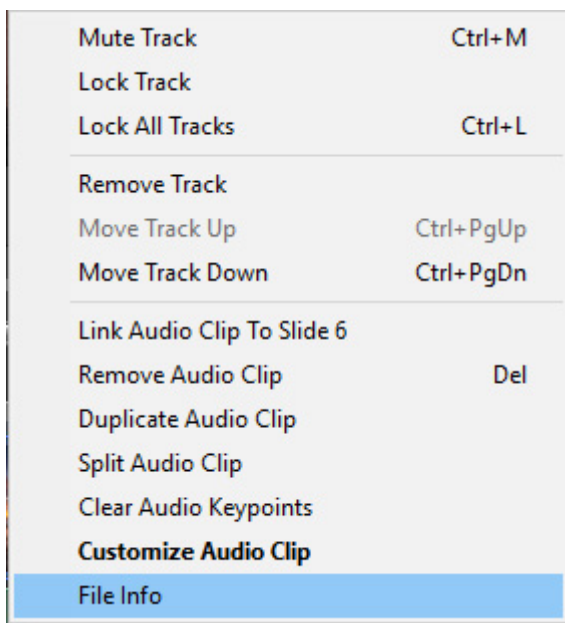 Mute Track Ctrl+M
Lock Track
Lock All Tracks Ctrl+L
Remove Track
Move Track Up Ctrl+PgUp
Move Track Down Ctrl+PgDn
Link Audio Clip To Slide 6
Remove Audio Clip Del
Duplicate Audio Clip
Split Audio Clip
Clear Audio Keypoints
Customize Audio Clip
File Info